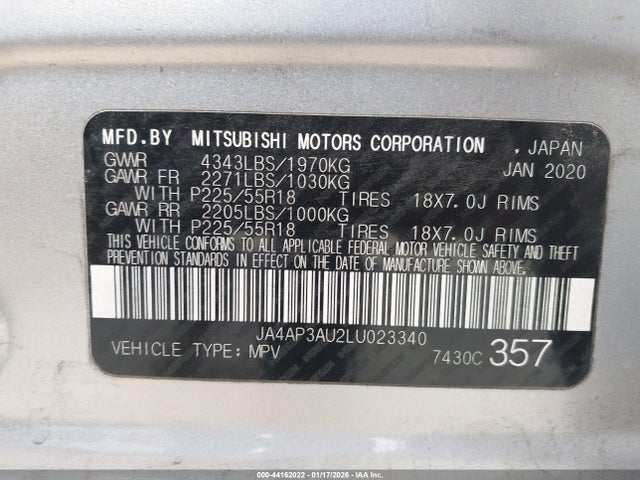 MFD.BY MITSUBISHI MOTORS CORPORATION , JAPAN
GWWR 4343LBS/1970KG JAN 2020
GAWR FR 2271LBS/1030KG
WITH P225/55R18 TIRES 18X7.0J RIMS
GAWR RR 2205LBS/1000KG
WITH P225/55R18 TIRES 18X7.0J RIMS
THIS VEHICLE CONFORMS TO ALL APPLICABLE FEDERAL MOTOR VEHICLE SAFETY AND THEFT
PREVENTION STANDARDS IN EFFECT ON THE DATE OF MANUFACTURE SHOWN ABOVE.
JA4AP3AU2LU023340
VEHICLE TYPE: MPV 7430C 357
000-44162022 | 01/17/2026 - IAA Inc.